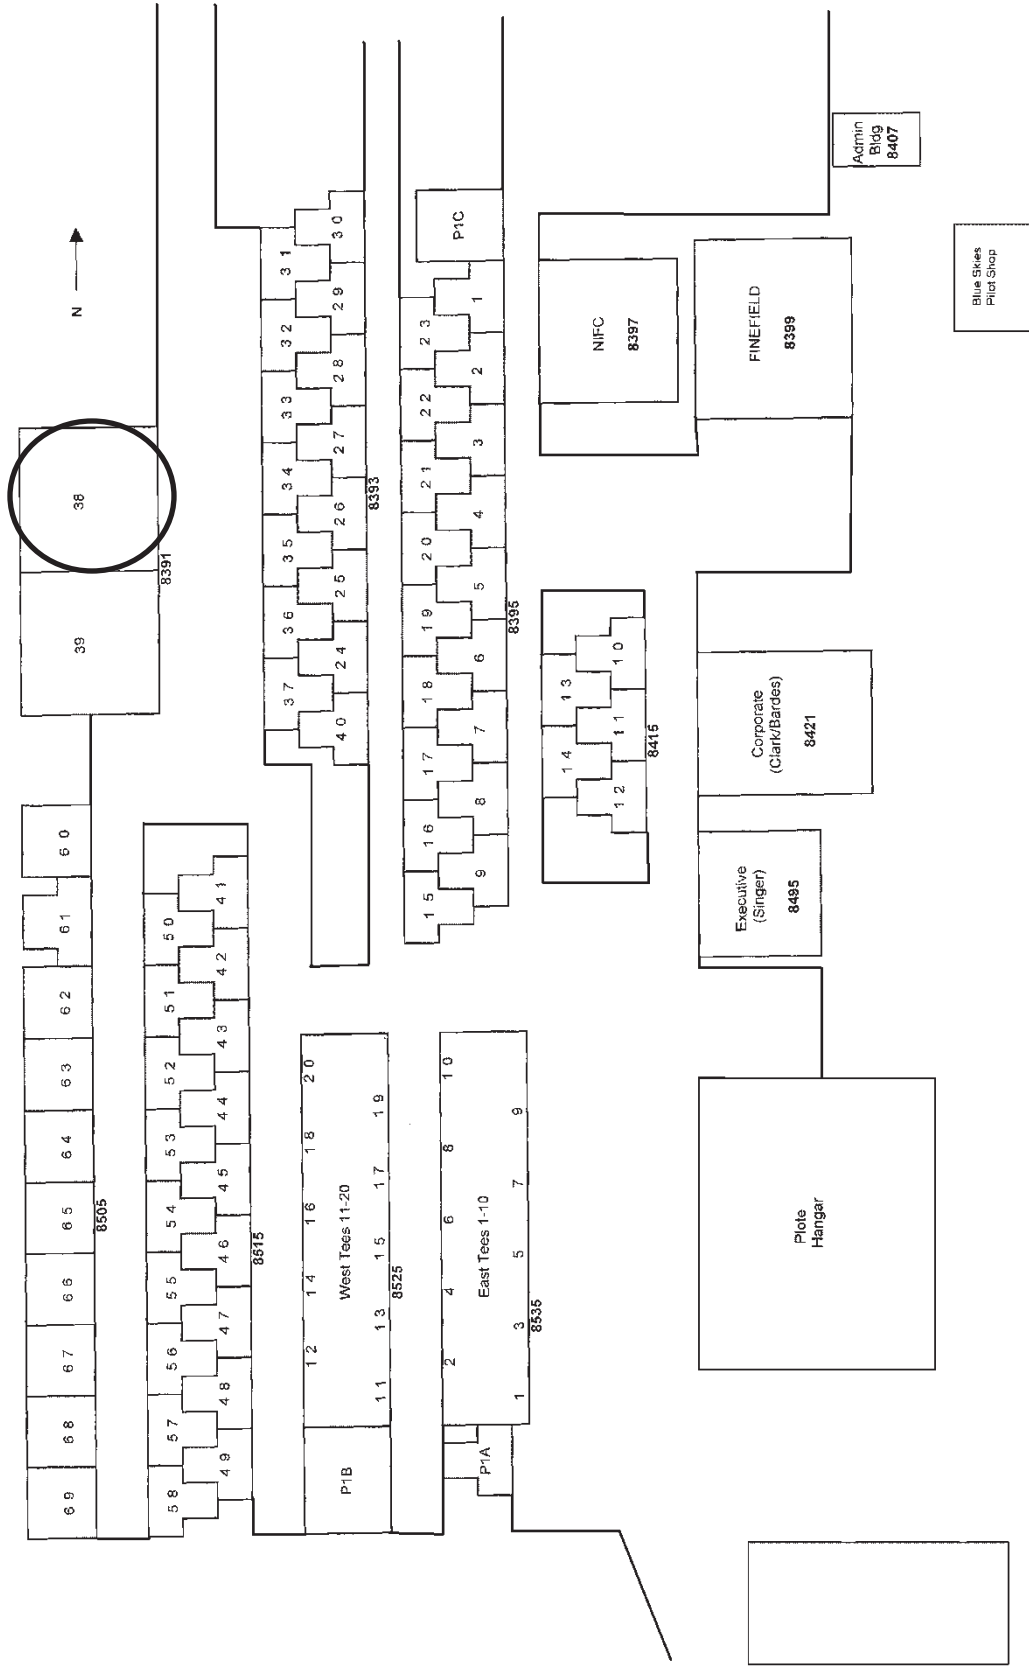 N
69 68 67 66 65 64 63 62 61 60
39 38
8505
8391
58 57 56 55 54 53 52 51 50
49 48 47 46 45 44 43 42 41
8515
37 36 35 34 33 32 31
40 24 25 26 27 28 29 30
8393
12 14 16 18 20
P1B
West Tees 11-20
11 13 15 17 19
8525
15 16 17 18 19 20 21 22 23
9 8 7 6 5 4 3 2 1
P1C
8395
2 4 6 8 10
P1A
East Tees 1-10
1 3 5 7 9
8535
14 13
12 11 10
8415
NIFC
8397
Executive
(Singer)
8495
Corporate
(Clark/Bardes)
8421
FINEFIELD
8399
Plote
Hangar
Admin
Bldg
8407
Blue Skies
Pilot Shop